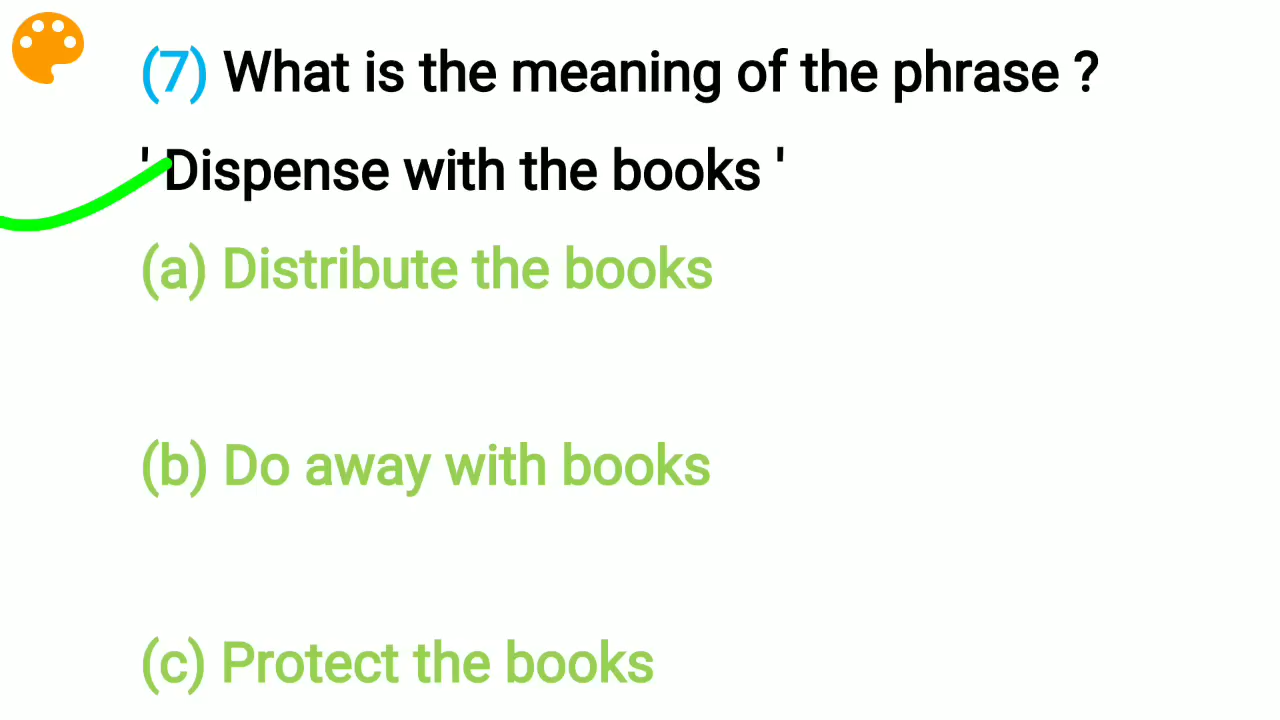 (7) What is the meaning of the phrase ?
' Dispense with the books '
(a) Distribute the books
(b) Do away with books
(c) Protect the books